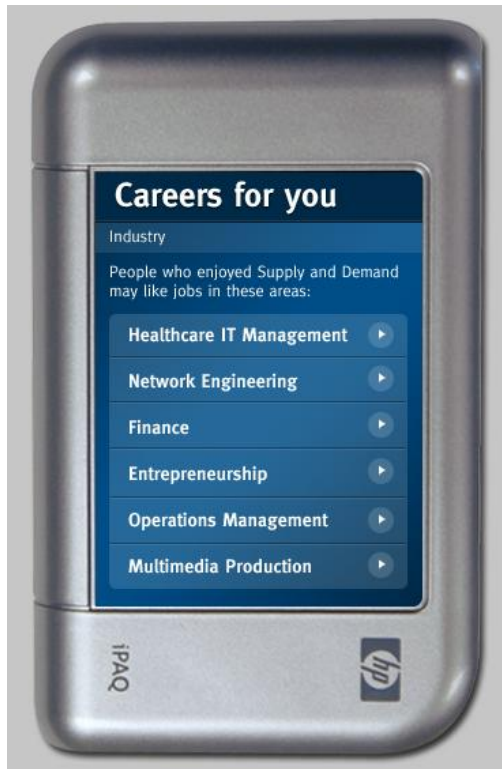 Careers for you
Industry
People who enjoyed Supply and Demand
may like jobs in these areas:
Healthcare IT Management
Network Engineering
Finance
Entrepreneurship
Operations Management
Multimedia Production
iPAQ
hp